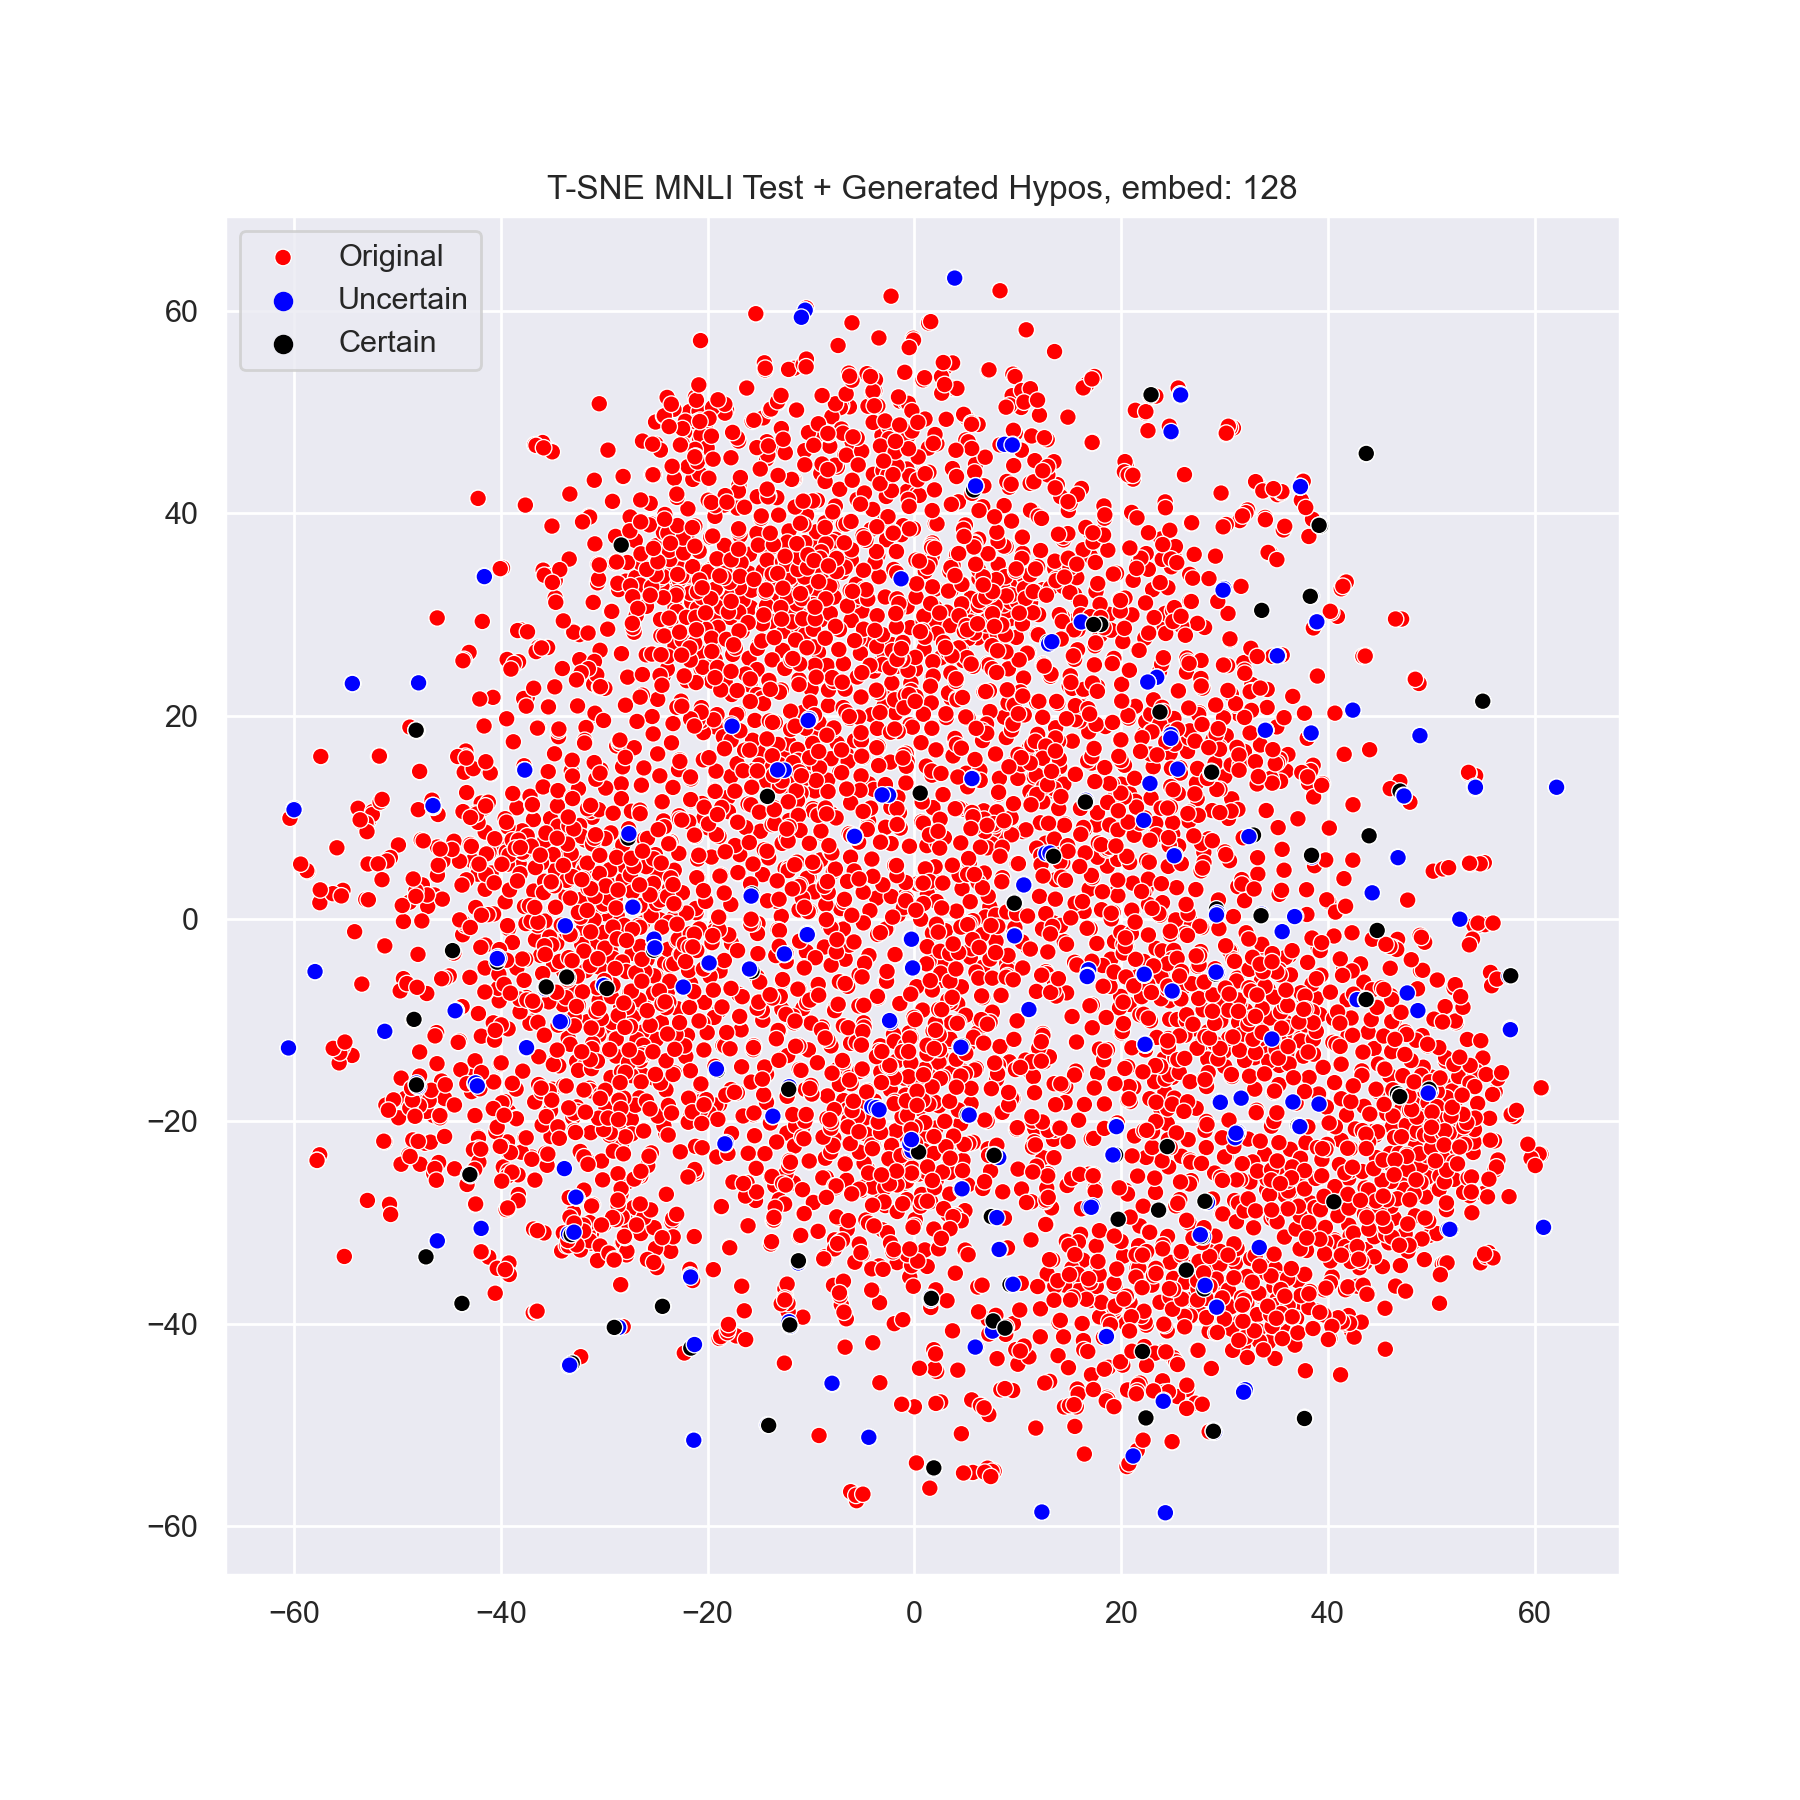 T-SNE MNLI Test + Generated Hypos, embed: 128
Original
Uncertain
Certain
60
40
20
0
−20
−40
−60
−60 −40 −20 0 20 40 60